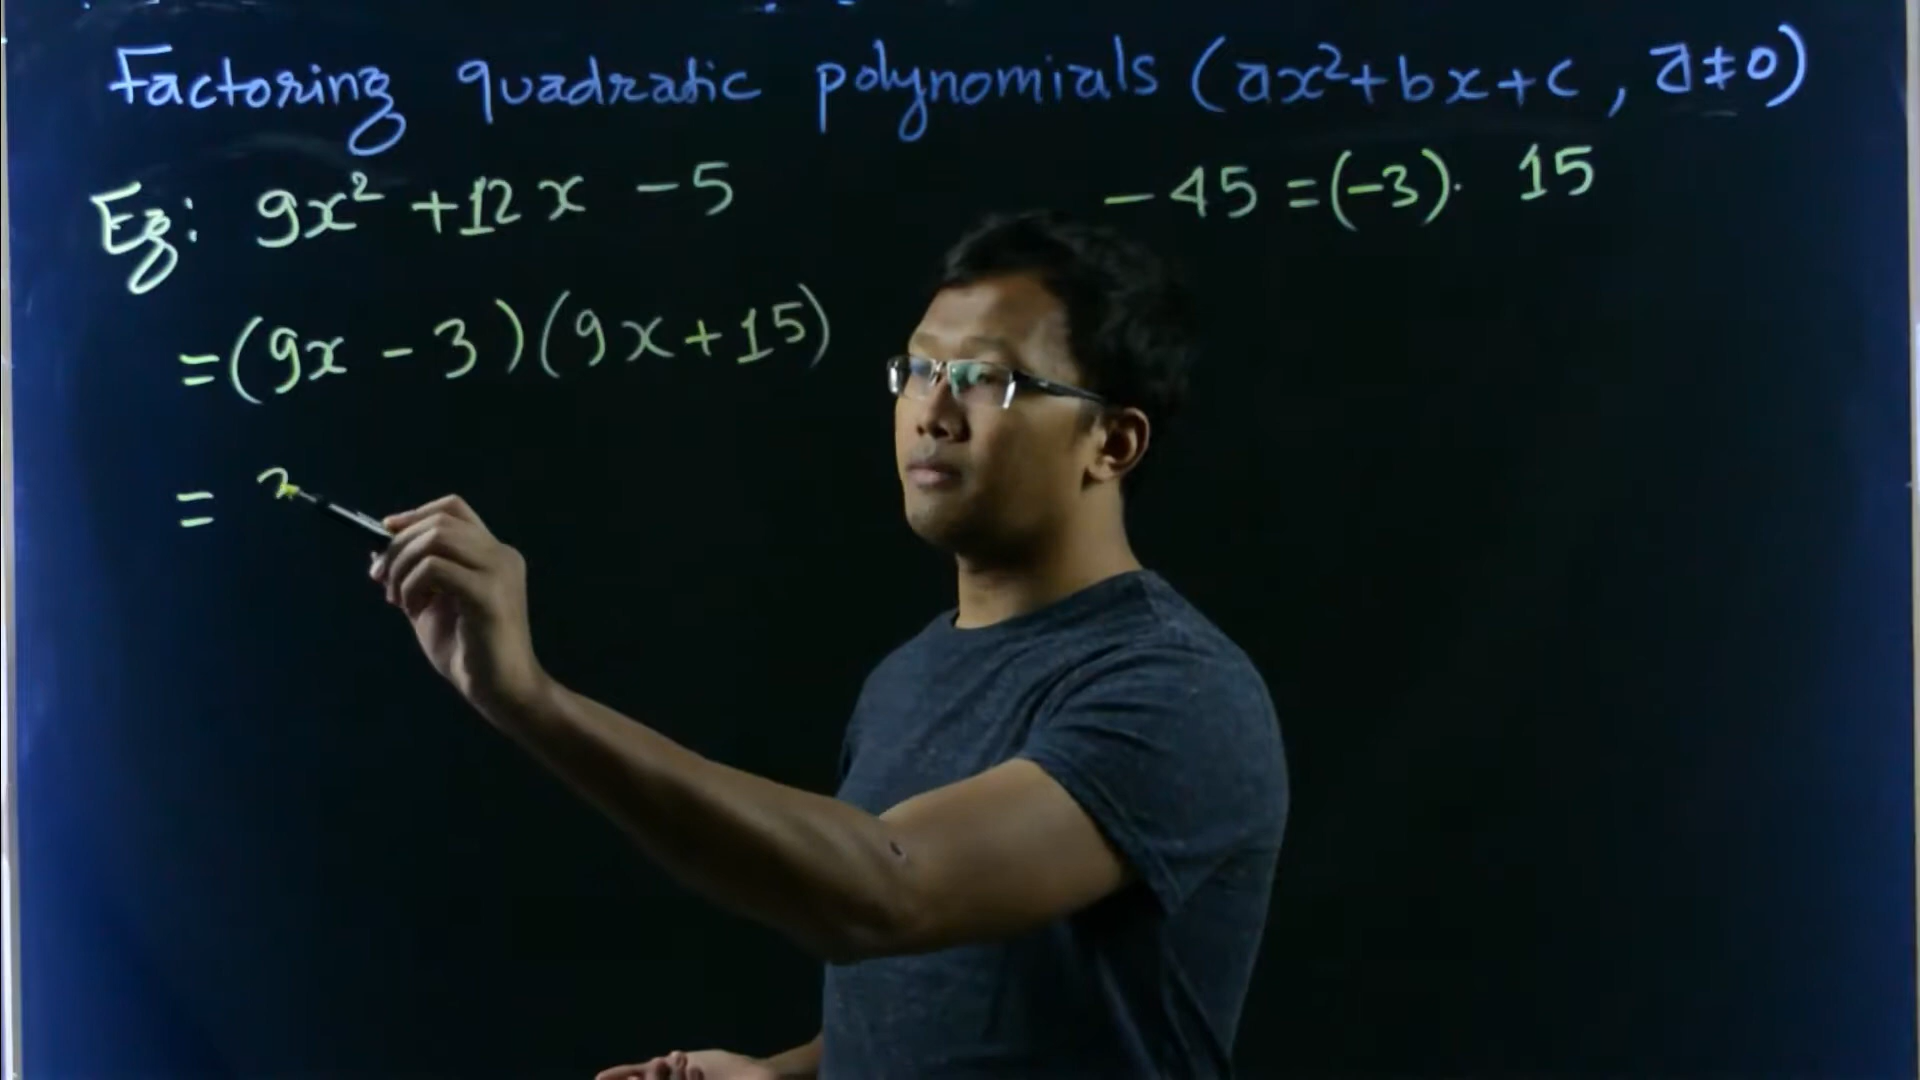 Factoring quadratic polynomials (ax²+bx+c, a≠0)
Eg: 9x² +12x -5
-45 = (-3). 15
= (9x - 3)(9x+15)
=